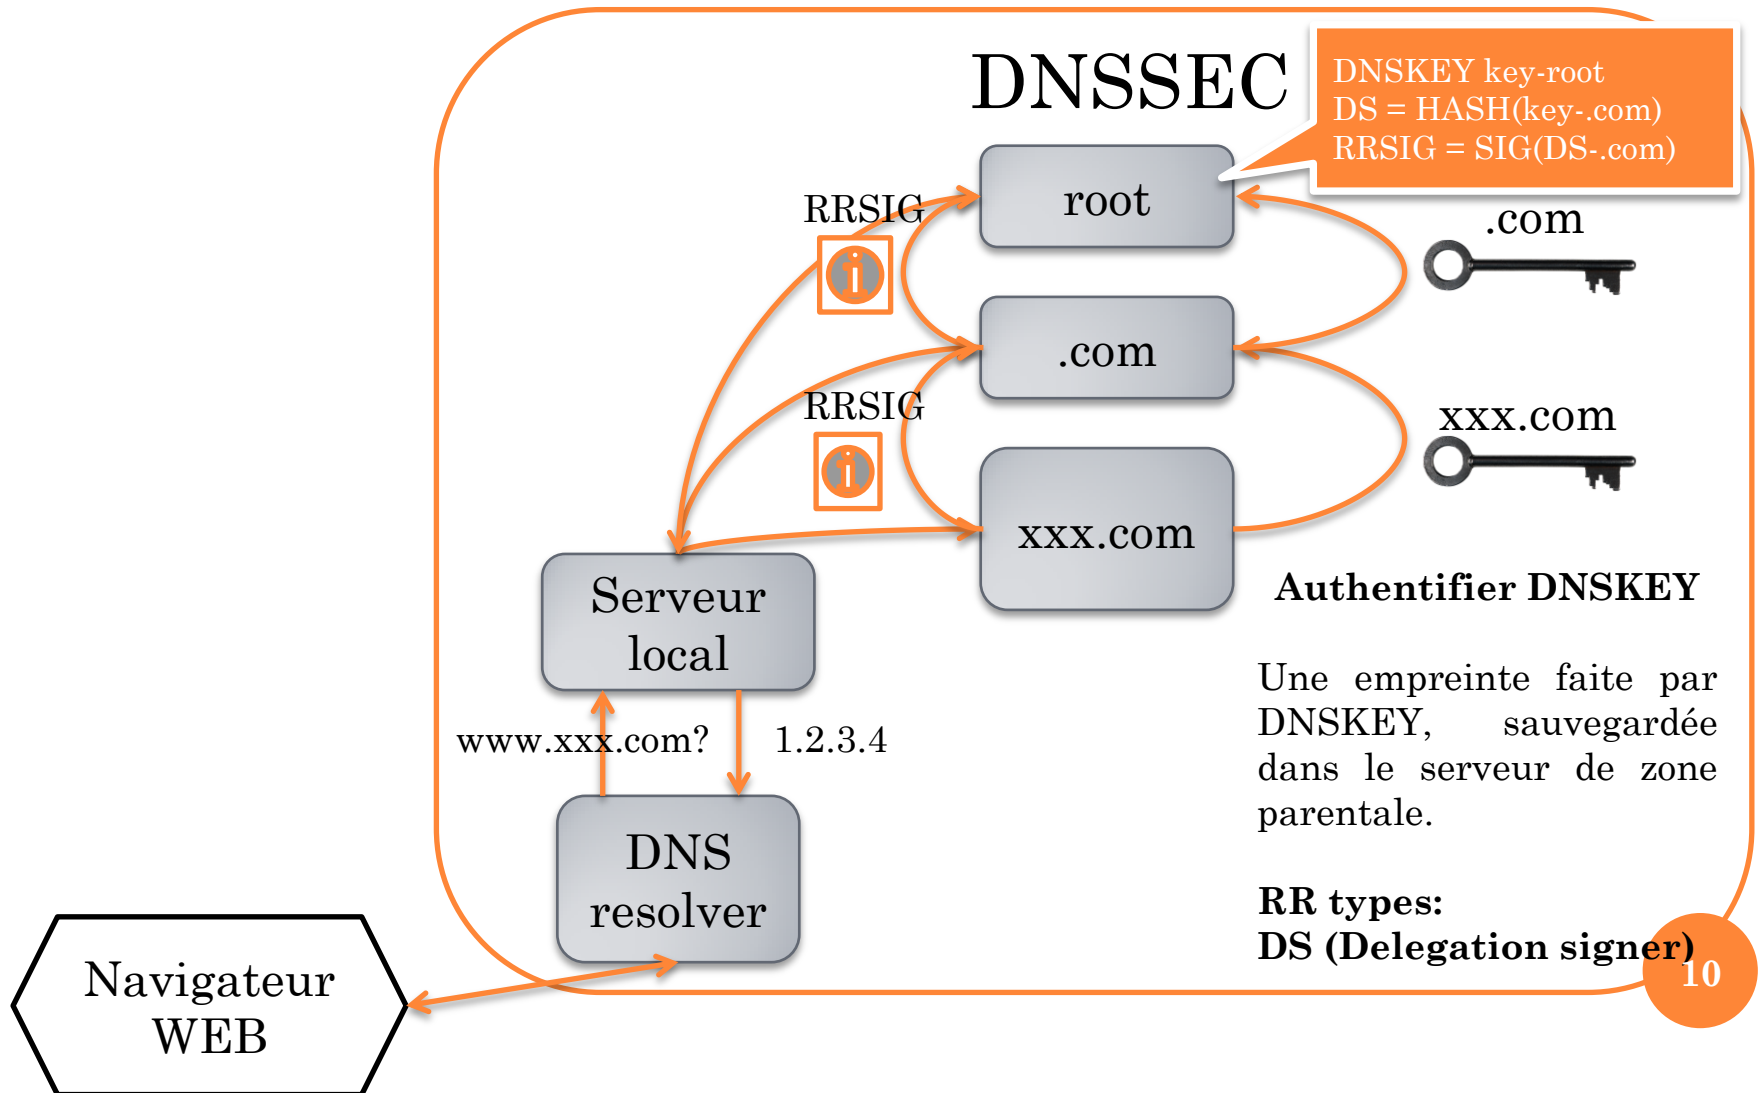 DNSSEC
DNSKEY key-root
DS = HASH(key-.com)
RRSIG = SIG(DS-.com)
root
RRSIG
.com
.com
RRSIG
xxx.com
xxx.com
Serveur
local
Authentifier DNSKEY
Une empreinte faite par
DNSKEY, sauvegardée
dans le serveur de zone
parentale.
www.xxx.com?
1.2.3.4
DNS
resolver
RR types:
DS (Delegation signer)
10
Navigateur
WEB